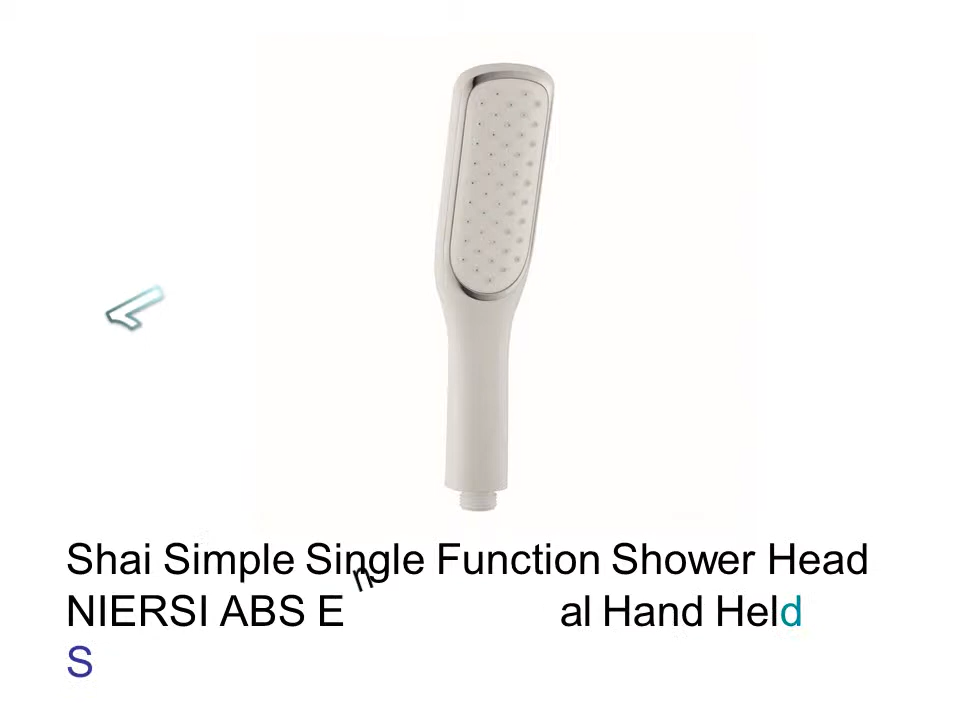 Shai Simple Single Function Shower Head
NIERSI ABS E n al Hand Held
S